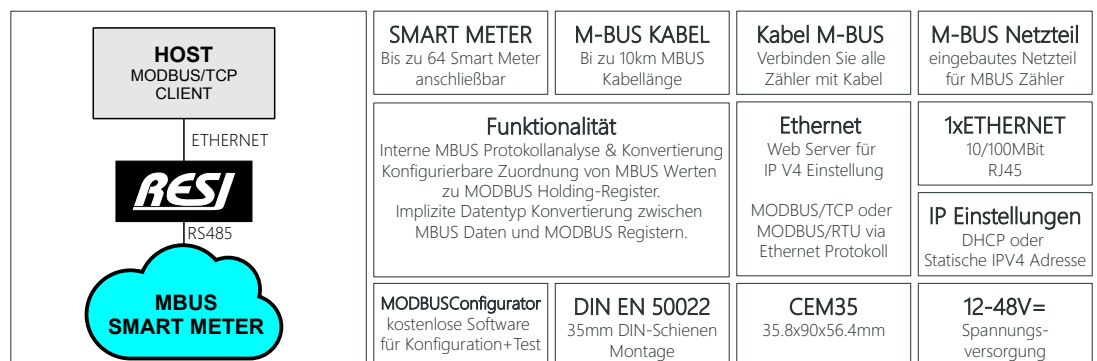 HOST
MODBUS/TCP
CLIENT
ETHERNET
RESI
RS485
MBUS
SMART METER
SMART METER
Bis zu 64 Smart Meter
anschließbar
M-BUS KABEL
Bi zu 10km MBUS
Kabellänge
Kabel M-BUS
Verbinden Sie alle
Zähler mit Kabel
M-BUS Netzteil
eingebautes Netzteil
für MBUS Zähler
Funktionalität
Interne MBUS Protokollanalyse & Konvertierung
Konfigurierbare Zuordnung von MBUS Werten
zu MODBUS Holding-Register.
Implizite Datentyp Konvertierung zwischen
MBUS Daten und MODBUS Registern.
Ethernet
Web Server für
IP V4 Einstellung
MODBUS/TCP oder
MODBUS/RTU via
Ethernet Protokoll
1xETHERNET
10/100MBit
RJ45
IP Einstellungen
DHCP oder
Statische IPV4 Adresse
MODBUSConfigurator
kostenlose Software
für Konfiguration+Test
DIN EN 50022
35mm DIN-Schienen
Montage
CEM35
35.8x90x56.4mm
12-48V=
Spannungs-
versorgung